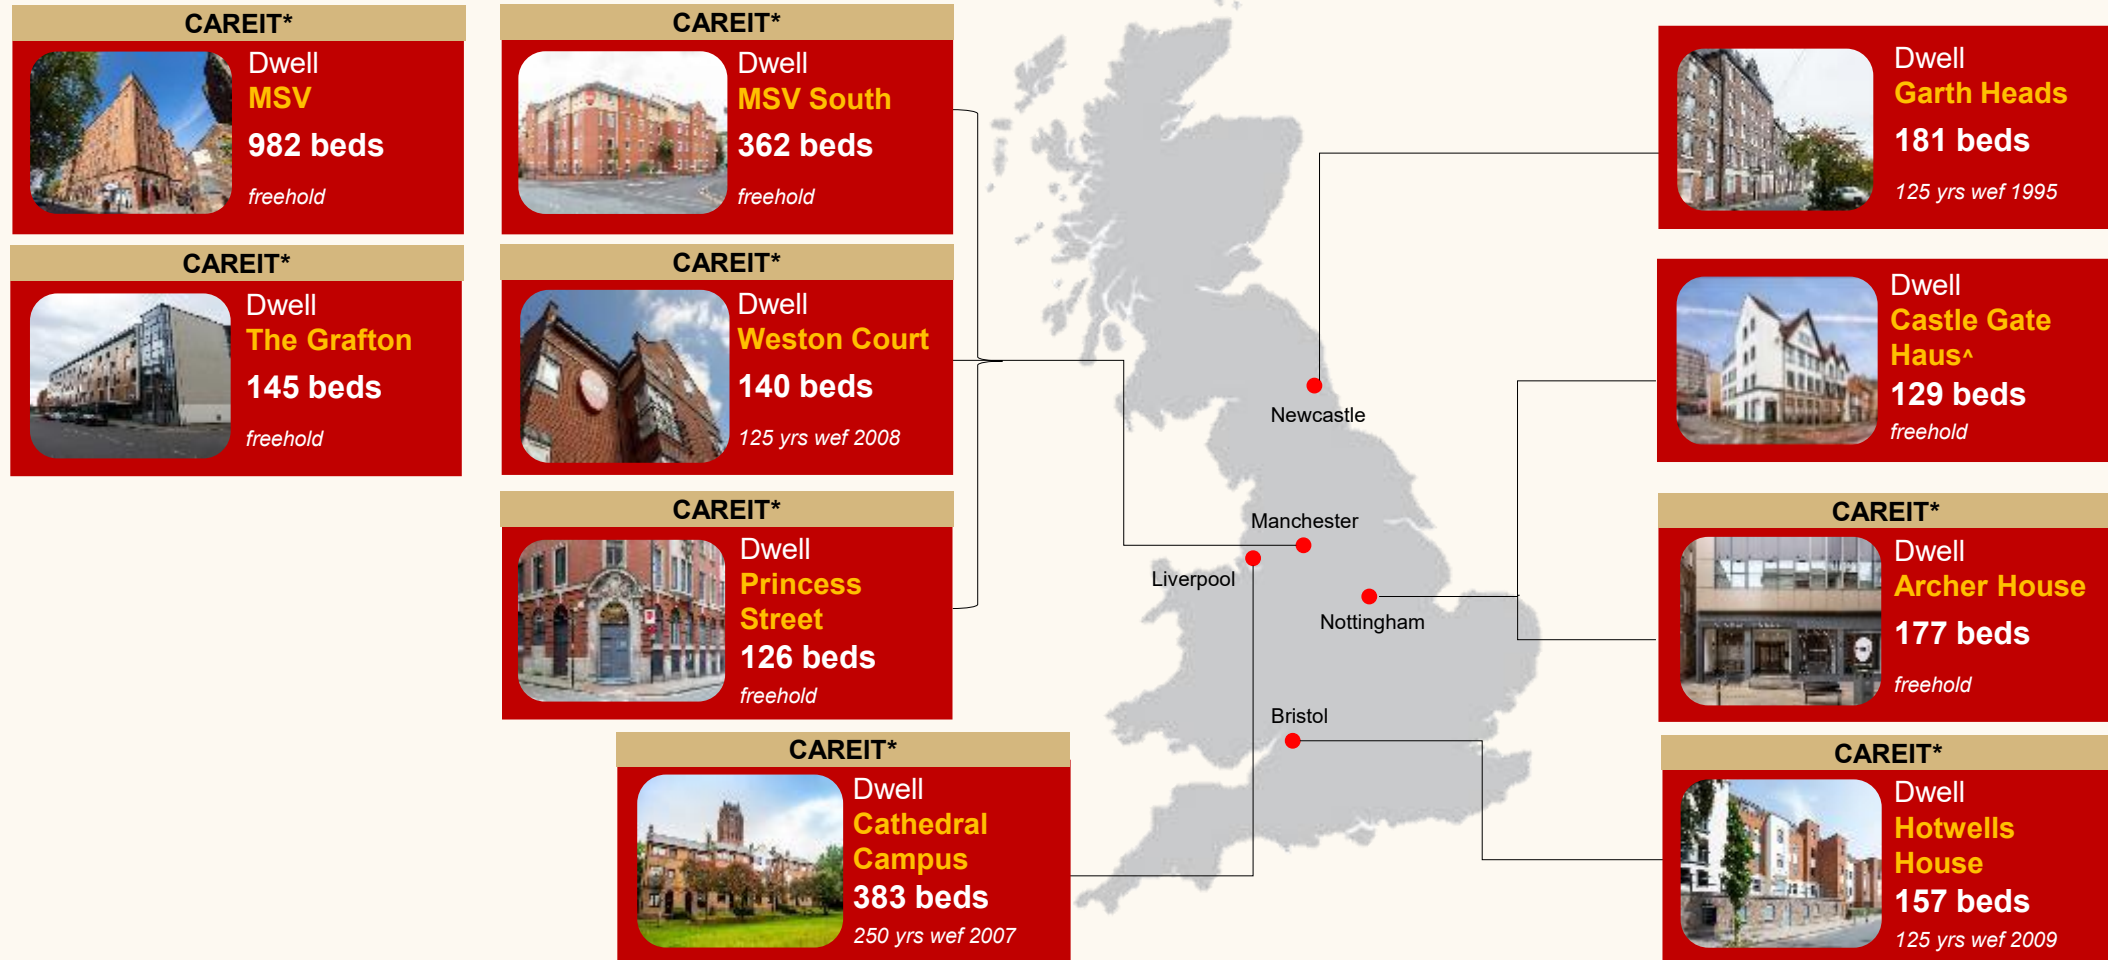 CAREIT*
Dwell
MSV
982 beds
freehold
CAREIT*
Dwell
MSV South
362 beds
freehold
CAREIT*
Dwell
The Grafton
145 beds
freehold
CAREIT*
Dwell
Weston Court
140 beds
125 yrs wef 2008
CAREIT*
Dwell
Princess
Street
126 beds
freehold
CAREIT*
Dwell
Cathedral
Campus
383 beds
250 yrs wef 2007
Newcastle
Manchester
Liverpool
Nottingham
Bristol
Dwell
Garth Heads
181 beds
125 yrs wef 1995
Dwell
Castle Gate
Haus^
129 beds
freehold
CAREIT*
Dwell
Archer House
177 beds
freehold
CAREIT*
Dwell
Hotwells
House
157 beds
125 yrs wef 2009